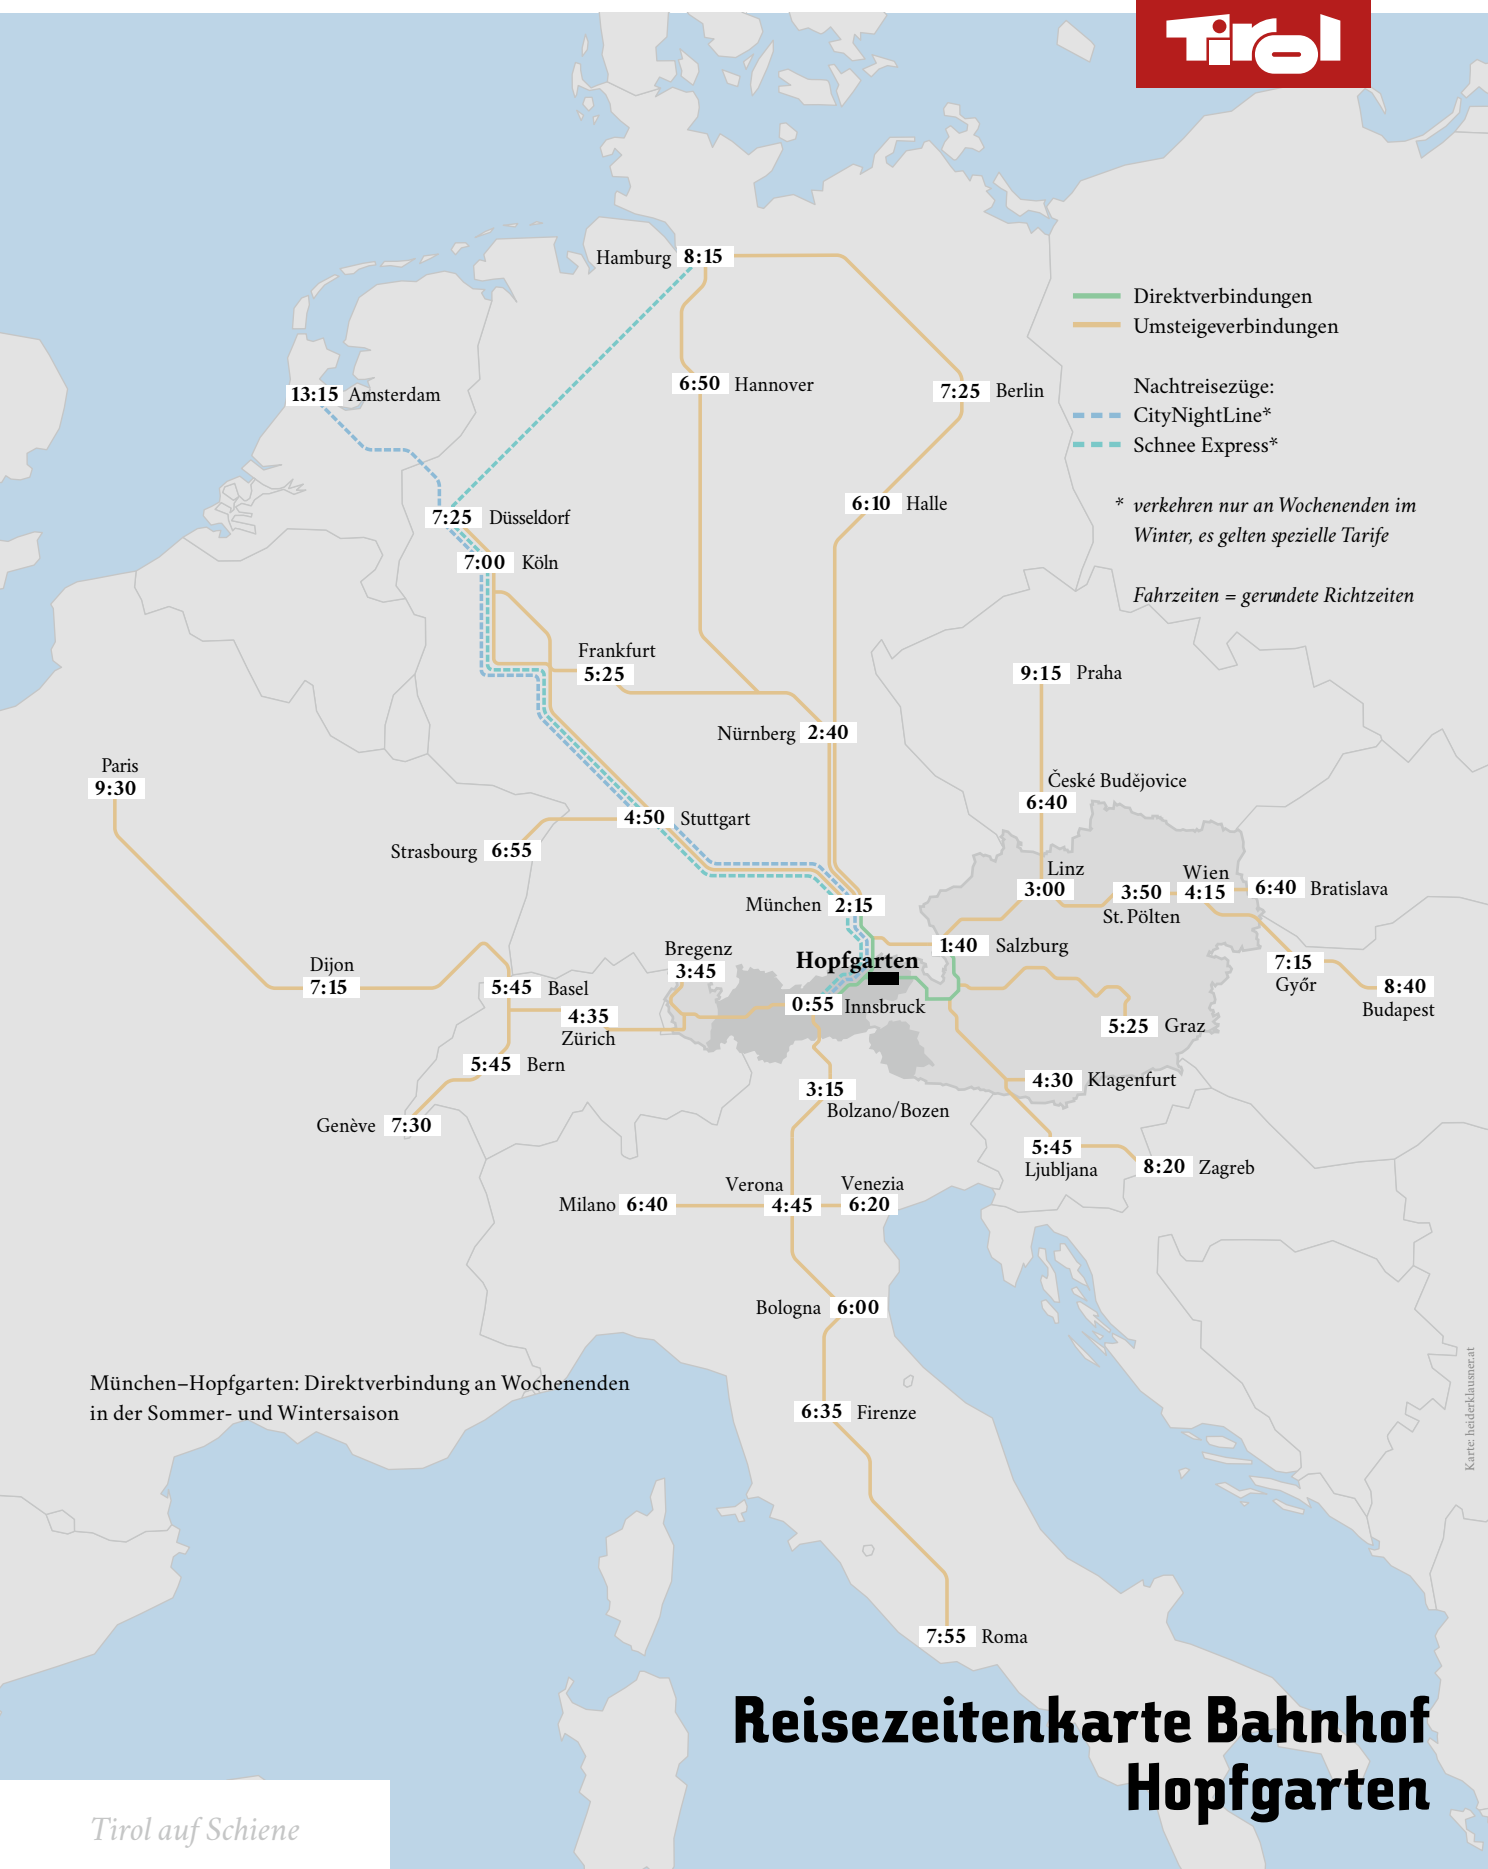 Tirol
Hamburg 8:15
Direktverbindungen
Umsteigeverbindungen
6:50 Hannover
7:25 Berlin
13:15 Amsterdam
Nachtreisezüge:
CityNightLine*
Schnee Express*
6:10 Halle
* verkehren nur an Wochenenden im
Winter, es gelten spezielle Tarife
7:25 Düsseldorf
7:00 Köln
Fahrzeiten = gerundete Richtzeiten
Frankfurt
5:25
9:15 Praha
Nürnberg 2:40
Paris
9:30
České Budějovice
6:40
4:50 Stuttgart
Strasbourg 6:55
Linz
3:00
3:50
St. Pölten
Wien
4:15
6:40 Bratislava
München 2:15
1:40 Salzburg
Bregenz
3:45
Hopfgarten
Dijon
7:15
5:45 Basel
7:15
Győr
8:40
Budapest
4:35
Zürich
0:55 Innsbruck
5:25 Graz
5:45 Bern
3:15
Bolzano/Bozen
4:30 Klagenfurt
Genève 7:30
5:45
Ljubljana
8:20 Zagreb
Milano 6:40
Verona
4:45
Venezia
6:20
Bologna 6:00
München–Hopfgarten: Direktverbindung an Wochenenden
in der Sommer- und Wintersaison
6:35 Firenze
Karte: heiderklausner.at
7:55 Roma
Reisezeitenkarte Bahnhof
Hopfgarten
Tirol auf Schiene